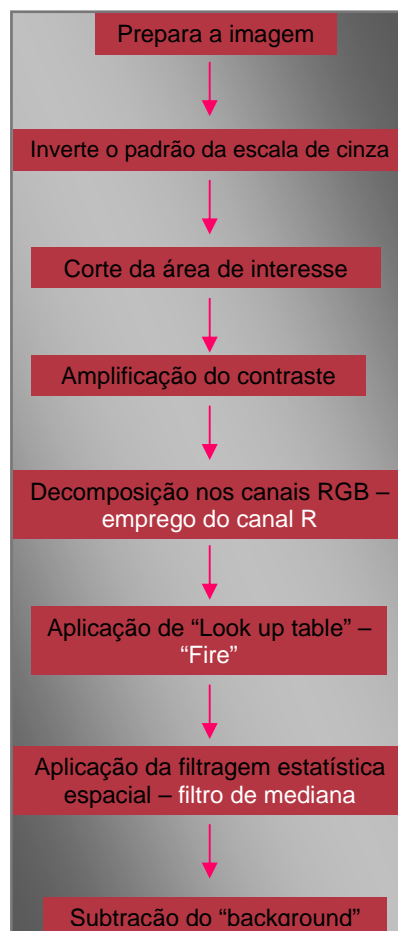 Prepara a imagem
Inverte o padrão da escala de cinza
Corte da área de interesse
Amplificação do contraste
Decomposição nos canais RGB –
emprego do canal R
Aplicação de “Look up table” –
“Fire”
Aplicação da filtragem estatística
espacial – filtro de mediana
Subtração do “background”